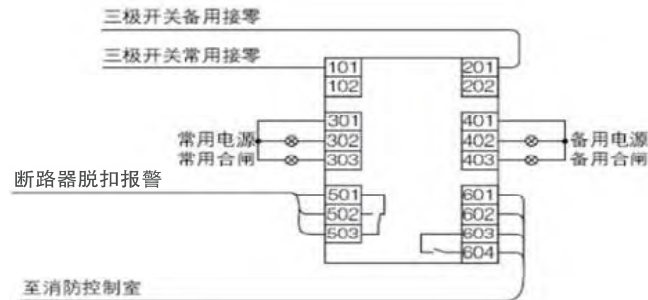 三极开关备用接零
三极开关常用接零
101 201
102 202
301 401
常用电源 302 402 备用电源
常用合闸 303 403 备用合闸
断路器脱扣报警
501 601
502 602
503 603
604
至消防控制室